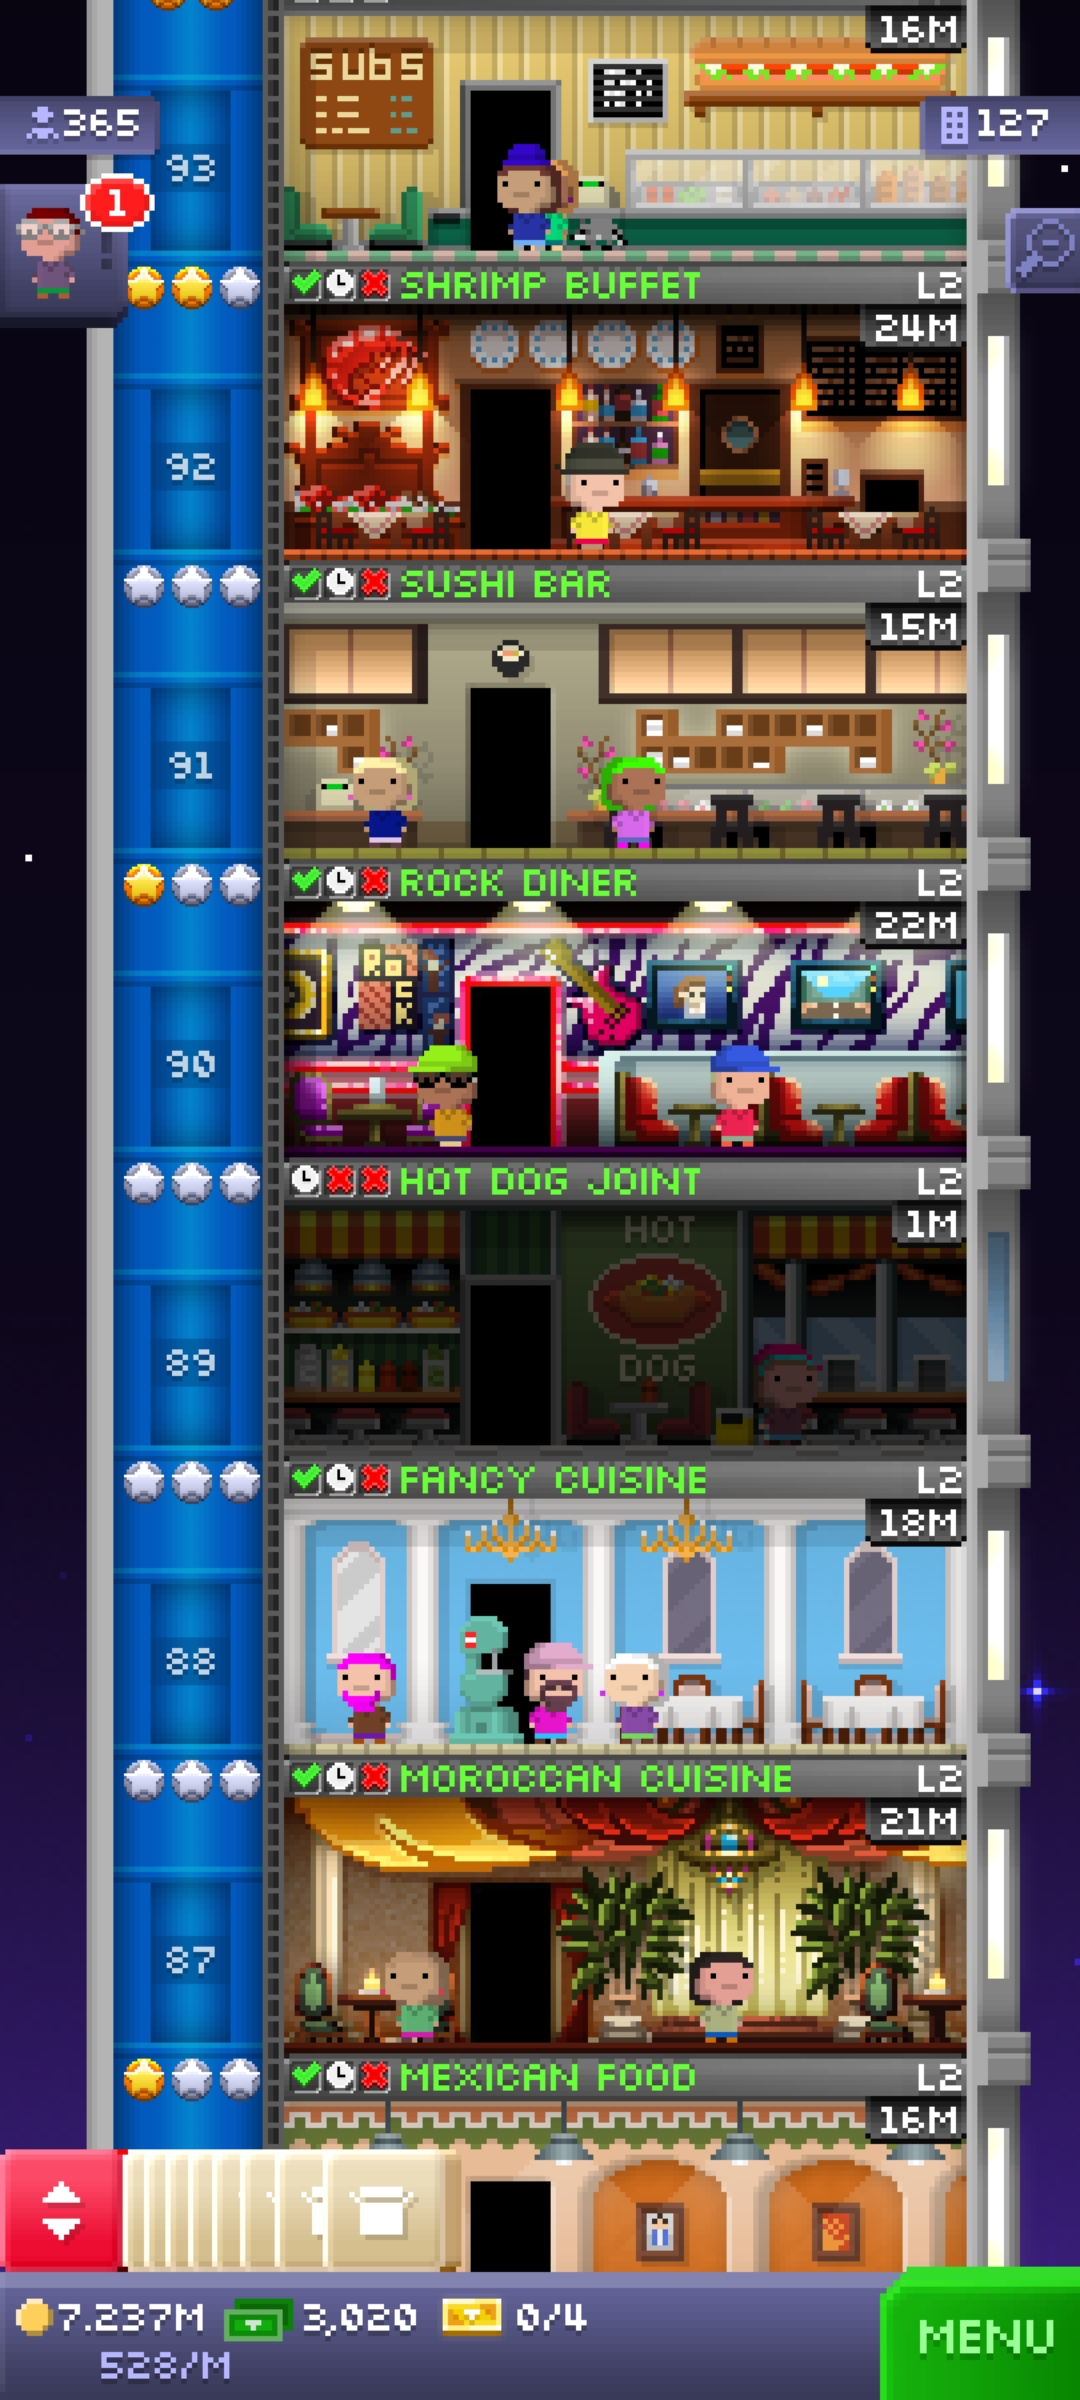 16M
SUBS
365
127
93
1
SHRIMP BUFFET L2
24M
92
SUSHI BAR L2
15M
91
ROCK DINER L2
22M
ROCK
90
HOT DOG JOINT L2
1M
HOT
DOG
89
FANCY CUISINE L2
18M
88
MOROCCAN CUISINE L2
21M
87
MEXICAN FOOD L2
16M
7.237M 3,020 0/4
528/M
MENU